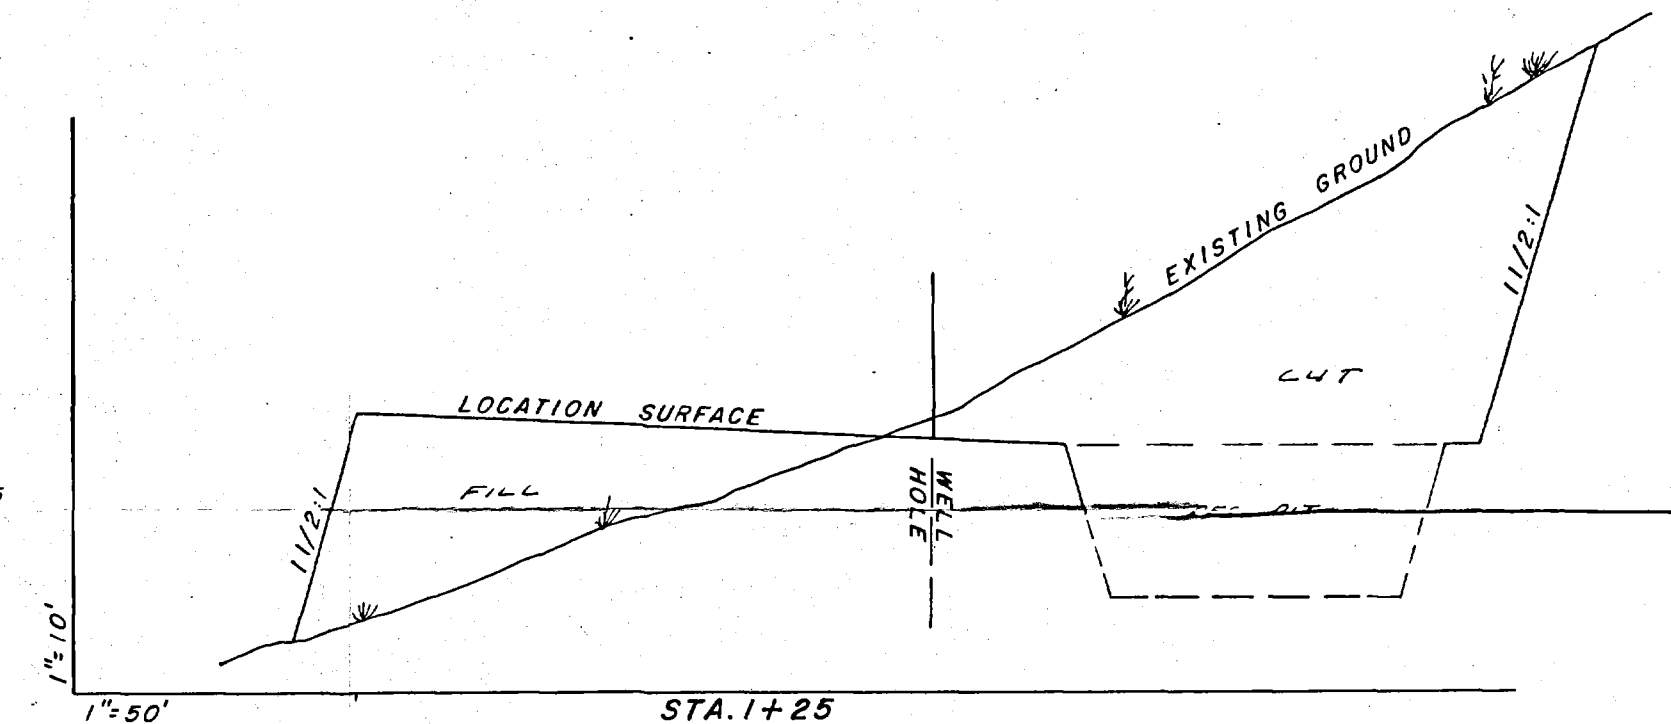 EXISTING GROUND
1 1/2:1
CUT
LOCATION SURFACE
FILL
WELL
HOLE
PIT
1 1/2:1
1"=10'
1"=50'
STA. 1+25